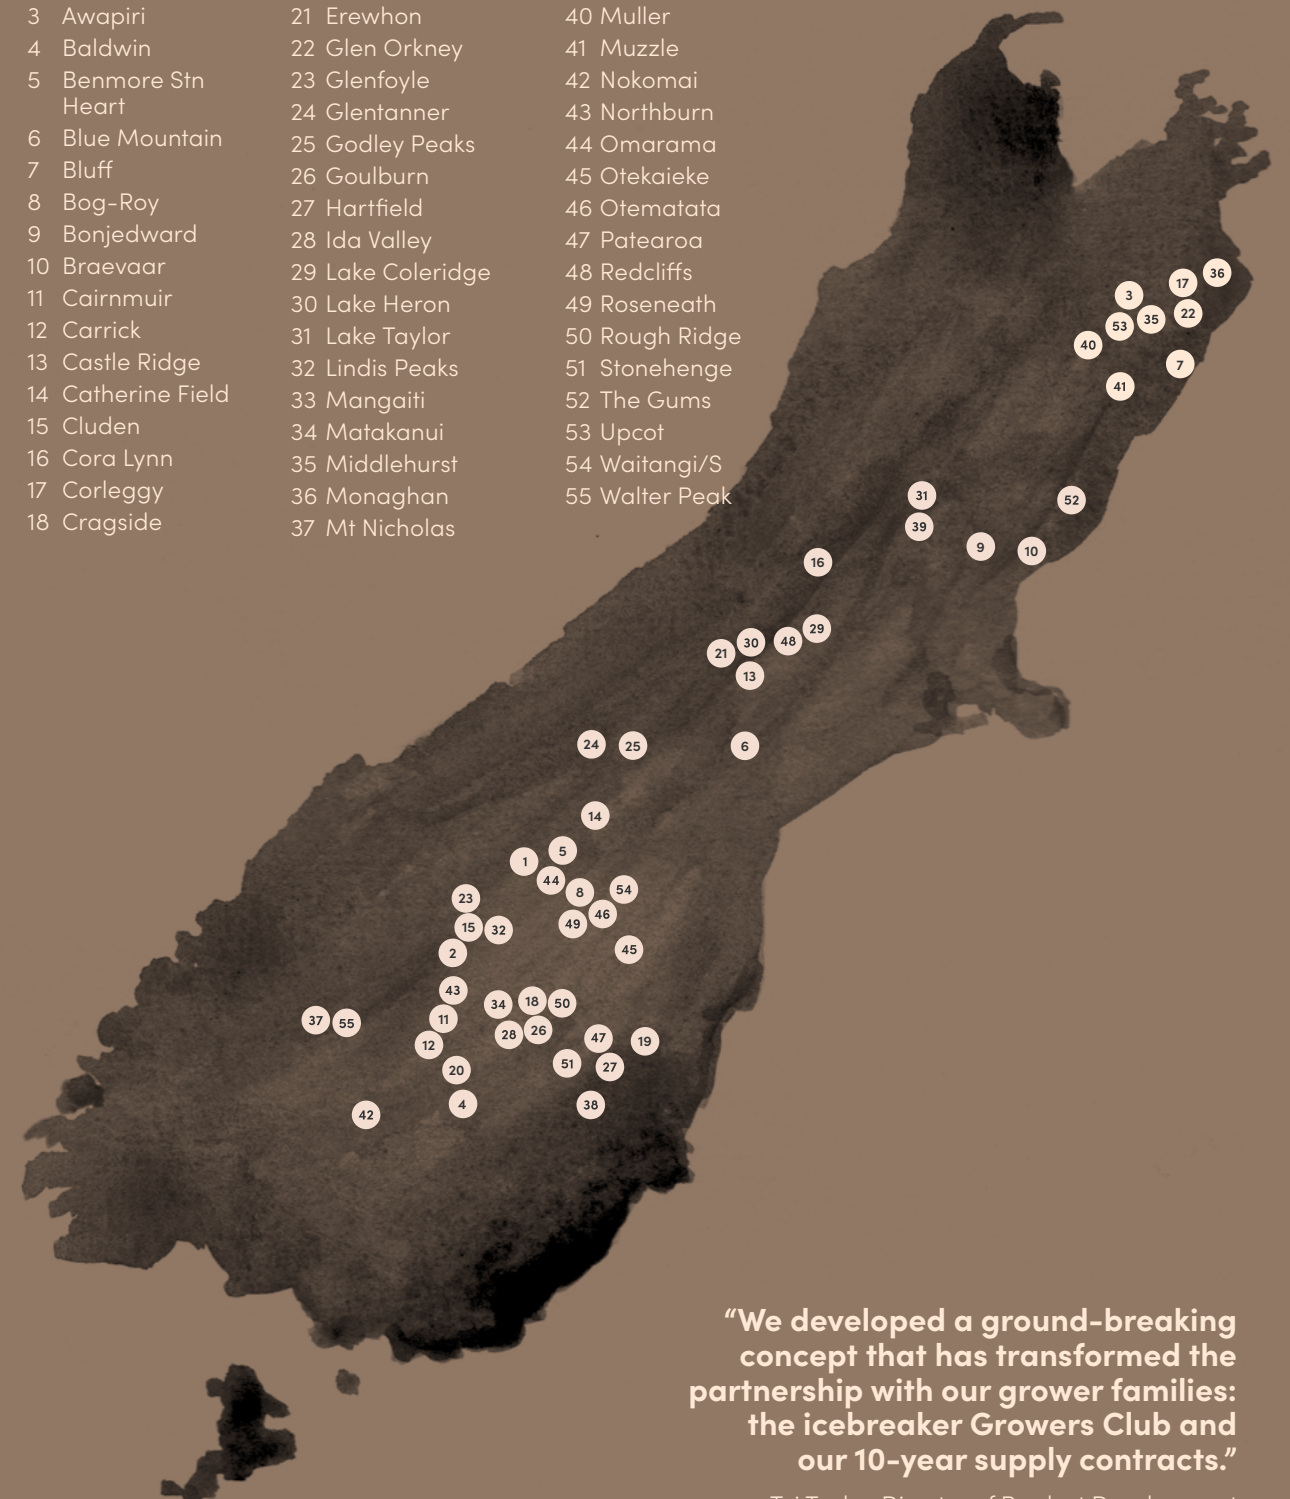 3 Awapiri
4 Baldwin
5 Benmore Stn
Heart
6 Blue Mountain
7 Bluff
8 Bog-Roy
9 Bonjedward
10 Braevaar
11 Cairnmuir
12 Carrick
13 Castle Ridge
14 Catherine Field
15 Cluden
16 Cora Lynn
17 Corleggy
18 Cragside
21 Erewhon
22 Glen Orkney
23 Glenfoyle
24 Glentanner
25 Godley Peaks
26 Goulburn
27 Hartfield
28 Ida Valley
29 Lake Coleridge
30 Lake Heron
31 Lake Taylor
32 Lindis Peaks
33 Mangaiti
34 Matakanui
35 Middlehurst
36 Monaghan
37 Mt Nicholas
40 Muller
41 Muzzle
42 Nokomai
43 Northburn
44 Omarama
45 Otekaieke
46 Otematata
47 Patearoa
48 Redcliffs
49 Roseneath
50 Rough Ridge
51 Stonehenge
52 The Gums
53 Upcot
54 Waitangi/S
55 Walter Peak
36
17
3
22
35
53
40
7
41
31
52
39
9
10
16
29
48
30
21
13
24
25
6
14
5
1
44
8
54
23
46
49
15
32
45
2
43
34
18
50
11
37
55
28
26
47
19
12
51
27
20
4
38
42
“We developed a ground-breaking
concept that has transformed the
partnership with our grower families:
the icebreaker Growers Club and
our 10-year supply contracts.”